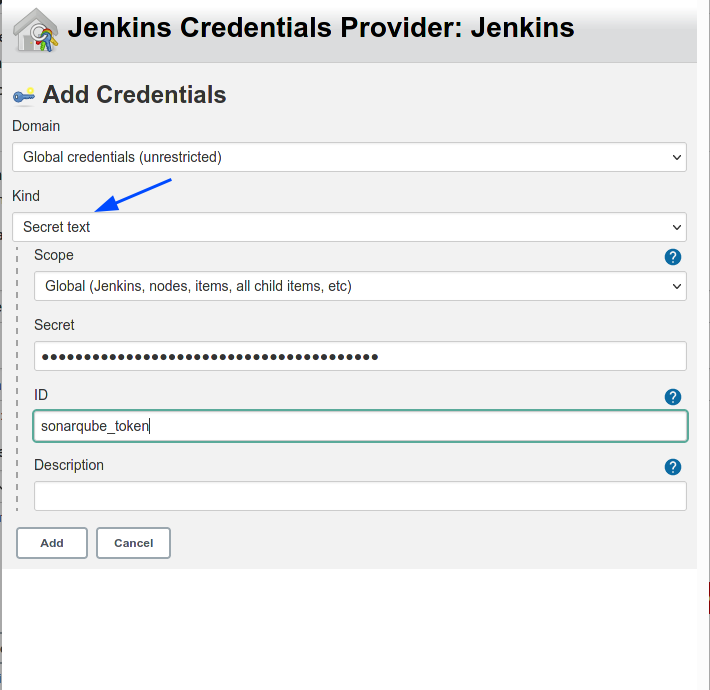 Jenkins Credentials Provider: Jenkins
Add Credentials
Domain
Global credentials (unrestricted)
Kind
Secret text
Scope
?
Global (Jenkins, nodes, items, all child items, etc)
Secret
••••••••••••••••••••••••••••••••••••••••
ID
?
sonarqube_token
Description
?
Add
Cancel